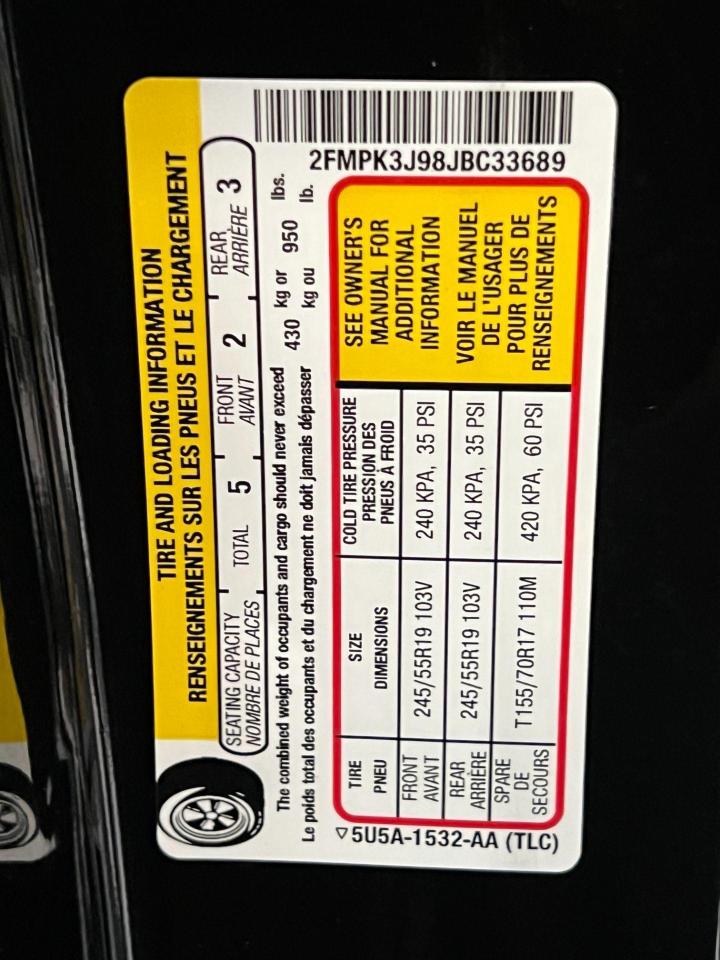 TIRE AND LOADING INFORMATION
RENSEIGNEMENTS SUR LES PNEUS ET LE CHARGEMENT
SEATING CAPACITY TOTAL 5 FRONT 2 REAR 3
NOMBRE DE PLACES AVANT ARRIÈRE
The combined weight of occupants and cargo should never exceed 430 kg or 950 lbs.
Le poids total des occupants et du chargement ne doit jamais dépasser kg ou lb.
TIRE SIZE COLD TIRE PRESSURE
PNEU DIMENSIONS PRESSION DES
PNEUS À FROID
FRONT 245/55R19 103V 240 KPA, 35 PSI
AVANT
REAR 245/55R19 103V 240 KPA, 35 PSI
ARRIÈRE
SPARE T155/70R17 110M 420 KPA, 60 PSI
DE
SECOURS
SEE OWNER'S
MANUAL FOR
ADDITIONAL
INFORMATION
VOIR LE MANUEL
DE L'USAGER
POUR PLUS DE
RENSEIGNEMENTS
2FMPK3J98JBC33689
▽5U5A-1532-AA (TLC)